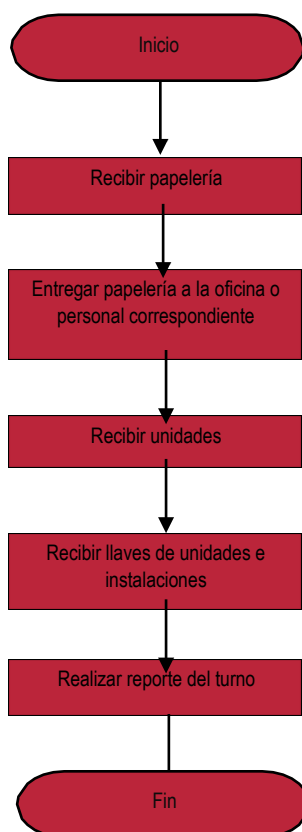 Inicio
Recibir papelería
Entregar papelería a la oficina o
personal correspondiente
Recibir unidades
Recibir llaves de unidades e
instalaciones
Realizar reporte del turno
Fin